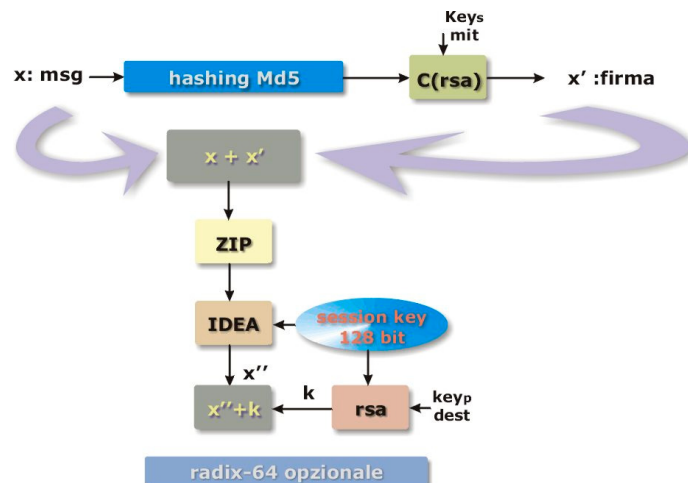 Keys
mit
x: msg
hashing Md5
C(rsa)
x' :firma
x + x'
ZIP
IDEA
session key
128 bit
x''
x''+k
k
rsa
keyp
dest
radix-64 opzionale